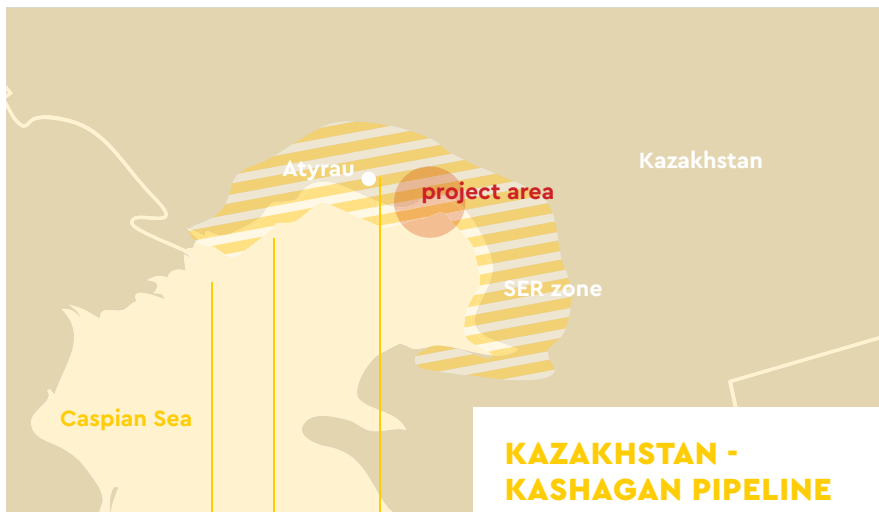 Kazakhstan
Atyrau
project area
SER zone
Caspian Sea
KAZAKHSTAN -
KASHAGAN PIPELINE